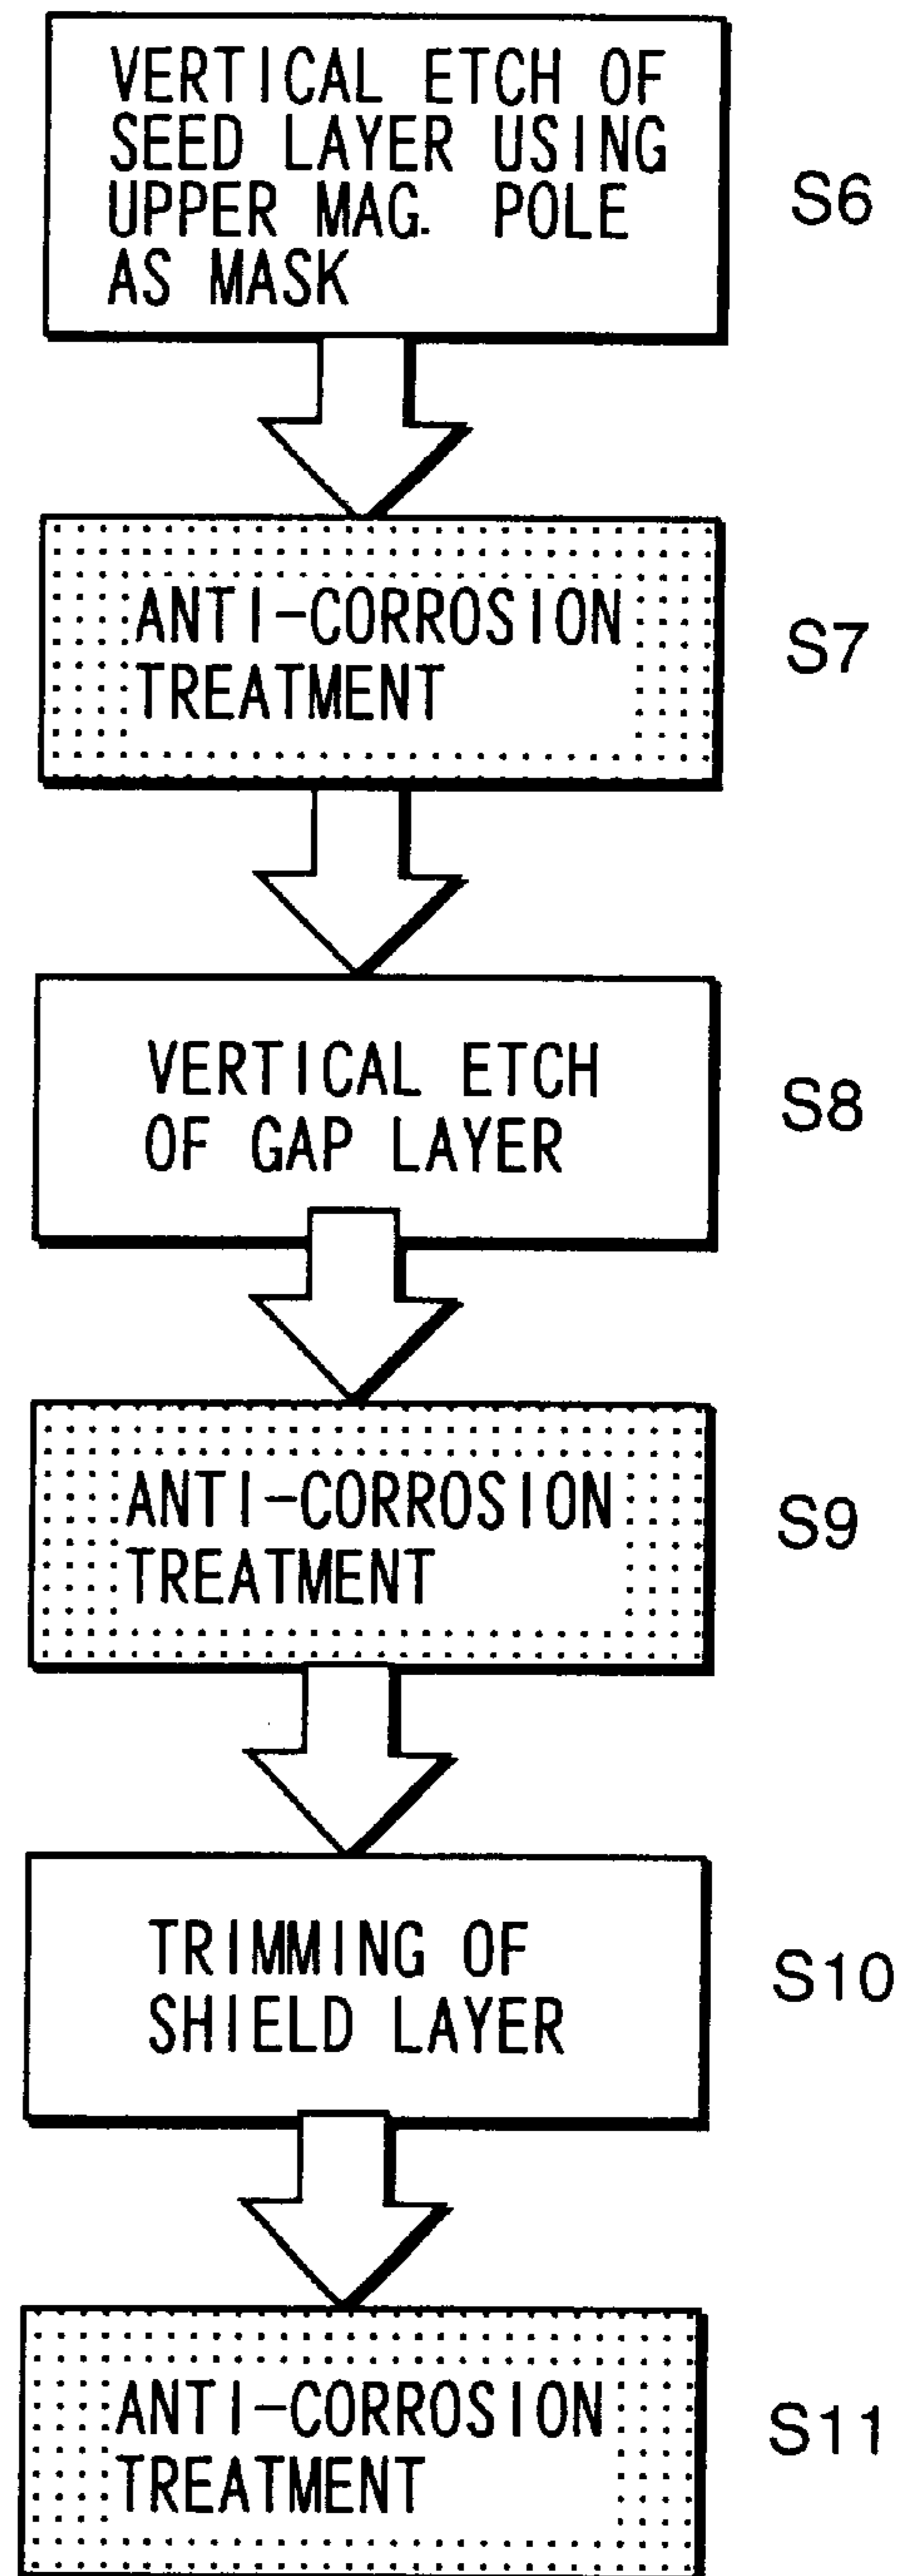 VERTICAL ETCH OF
SEED LAYER USING
UPPER MAG. POLE
AS MASK
S6
ANTI-CORROSION
TREATMENT
S7
VERTICAL ETCH
OF GAP LAYER
S8
ANTI-CORROSION
TREATMENT
S9
TRIMMING OF
SHIELD LAYER
S10
ANTI-CORROSION
TREATMENT
S11